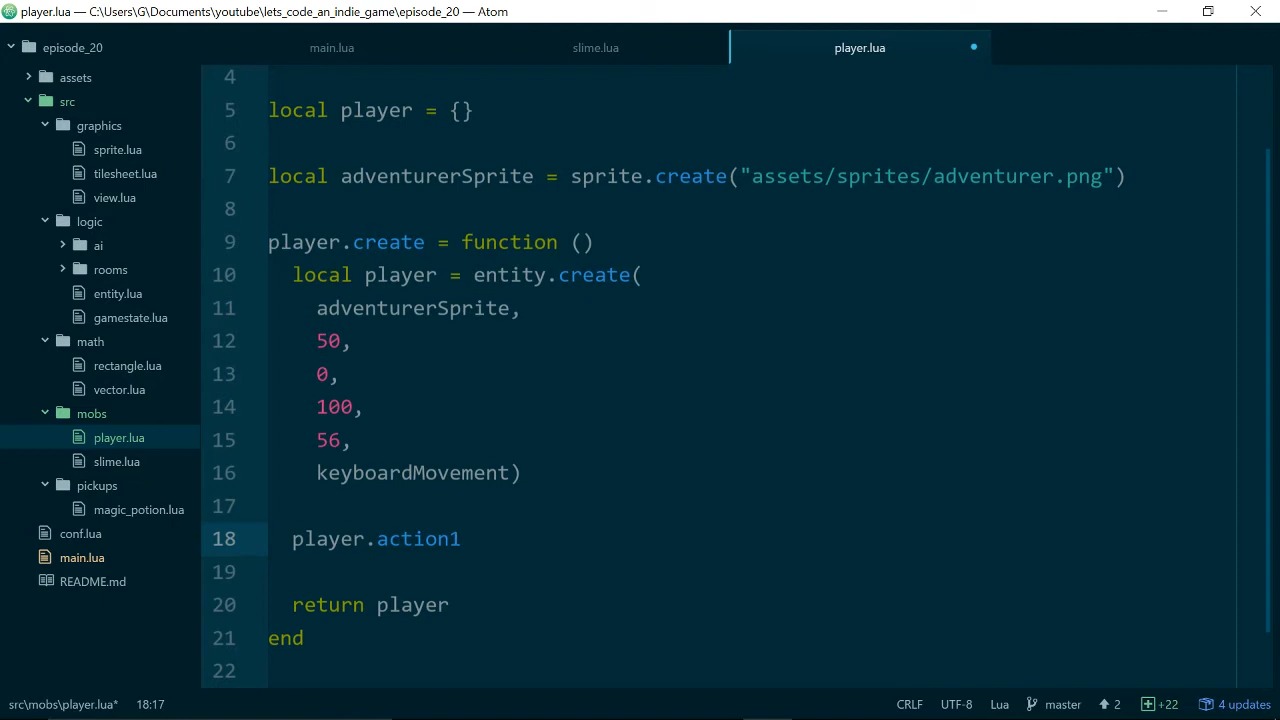 player.lua — C:\Users\G\Documents\youtube\lets_code_an_indie_game\episode_20 — Atom
episode_20
main.lua
slime.lua
player.lua
assets
src
graphics
sprite.lua
tilesheet.lua
view.lua
logic
ai
rooms
entity.lua
gamestate.lua
math
rectangle.lua
vector.lua
mobs
player.lua
slime.lua
pickups
magic_potion.lua
conf.lua
main.lua
README.md
4
5 local player = {}
6
7 local adventurerSprite = sprite.create("assets/sprites/adventurer.png")
8
9 player.create = function ()
10 local player = entity.create(
11 adventurerSprite,
12 50,
13 0,
14 100,
15 56,
16 keyboardMovement)
17
18 player.action1
19
20 return player
21 end
22
src\mobs\player.lua* 18:17 CRLF UTF-8 Lua master 2 +22 4 updates